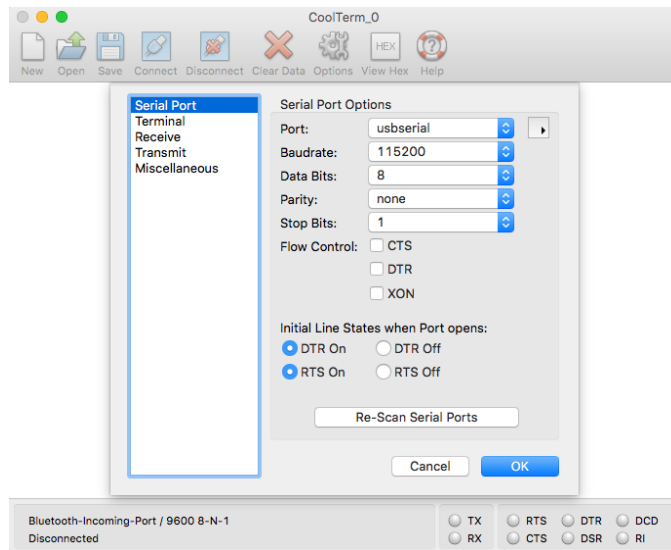 CoolTerm_0
New Open Save Connect Disconnect Clear Data Options View Hex Help
HEX
Serial Port
Terminal
Receive
Transmit
Miscellaneous
Serial Port Options
Port: usbserial
Baudrate: 115200
Data Bits: 8
Parity: none
Stop Bits: 1
Flow Control: CTS
DTR
XON
Initial Line States when Port opens:
DTR On DTR Off
RTS On RTS Off
Re-Scan Serial Ports
Cancel OK
Bluetooth-Incoming-Port / 9600 8-N-1
Disconnected
TX RTS DTR DCD
RX CTS DSR RI